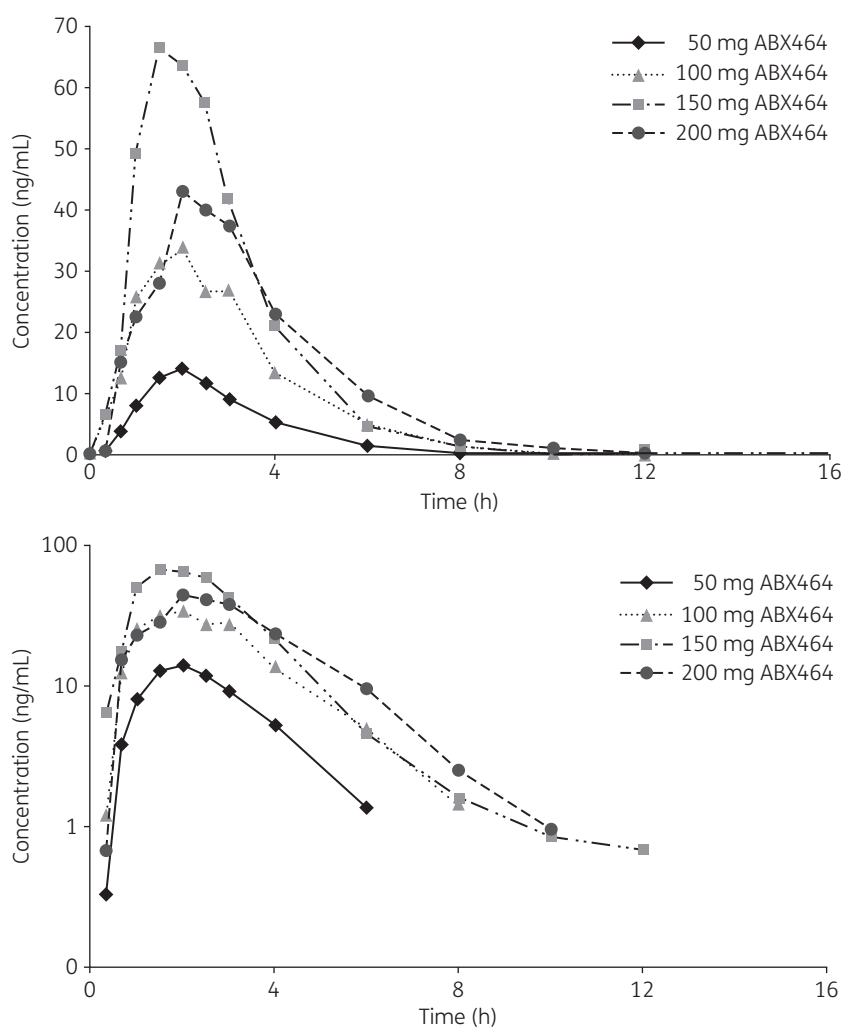 70
60
50
40
30
20
10
0
Concentration (ng/mL)
50 mg ABX464
100 mg ABX464
150 mg ABX464
200 mg ABX464
0 4 8 12 16
Time (h)
100
10
1
0
Concentration (ng/mL)
50 mg ABX464
100 mg ABX464
150 mg ABX464
200 mg ABX464
0 4 8 12 16
Time (h)